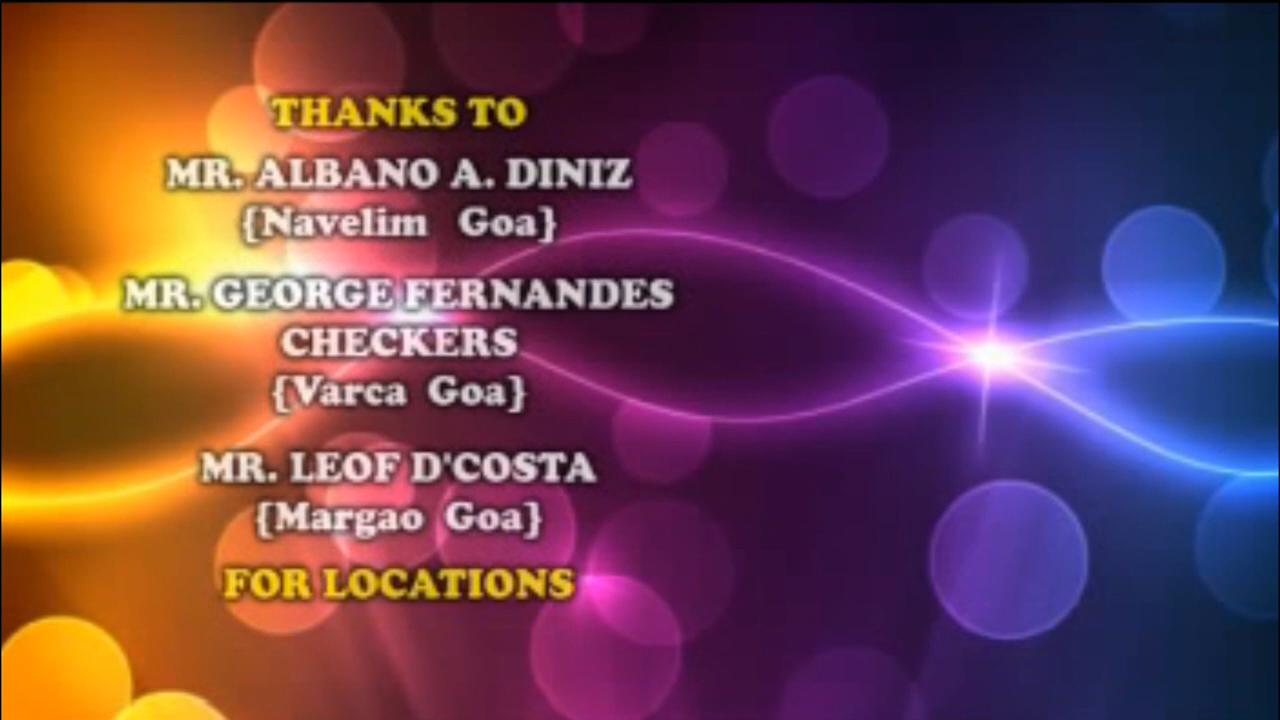 THANKS TO
MR. ALBANO A. DINIZ
{Navelim Goa}
MR. GEORGE FERNANDES
CHECKERS
{Varca Goa}
MR. LEOF D'COSTA
{Margao Goa}
FOR LOCATIONS